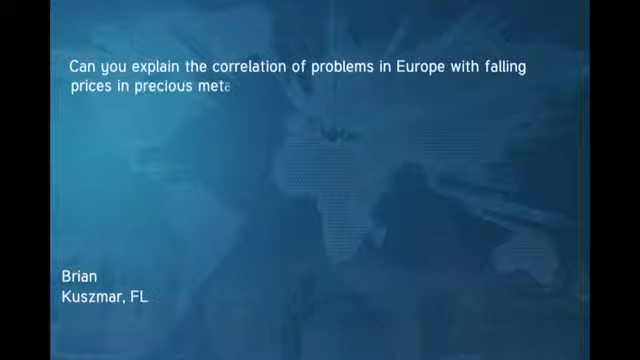 Can you explain the correlation of problems in Europe with falling
prices in precious meta
Brian
Kuszmar, FL